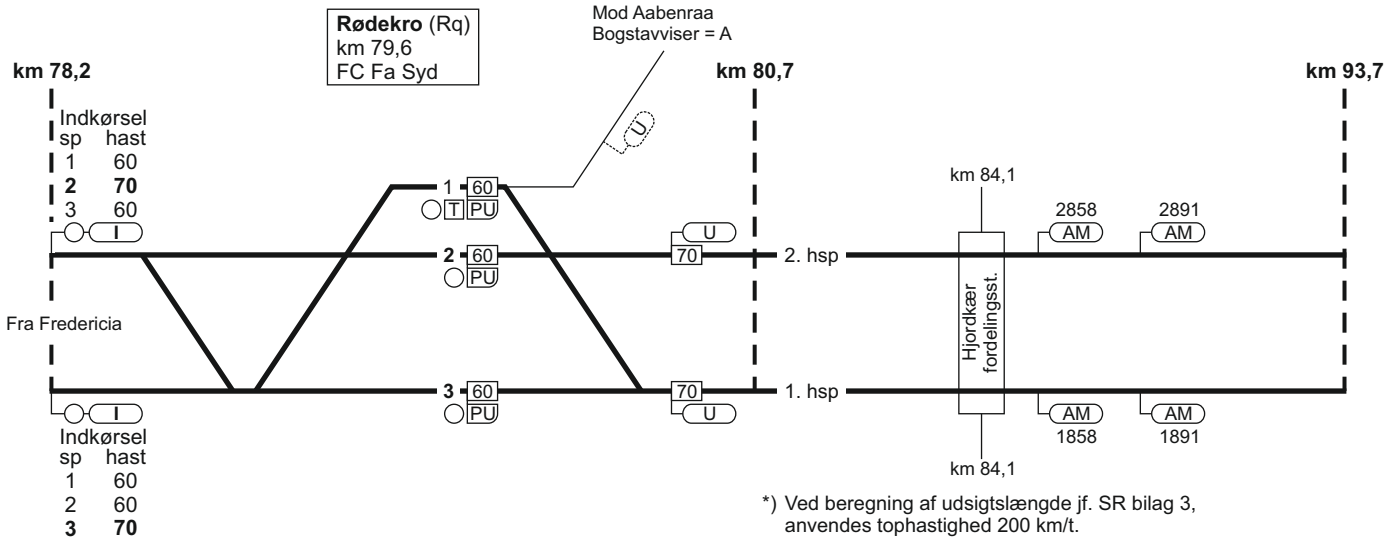 Rødekro (Rq)
km 79,6
FC Fa Syd
Mod Aabenraa
Bogstavviser = A
km 78,2
km 80,7
km 93,7
Indkørsel
sp hast
1 60
2 70
3 60
I
U
1 60
T PU
km 84,1
2858
AM
2891
AM
U
2 60
70
2. hsp
PU
Fra Fredericia
Hjordkær
fordelingsst.
3 60
70
1. hsp
PU
U
I
AM
1858
AM
1891
Indkørsel
sp hast
1 60
2 60
3 70
km 84,1
*) Ved beregning af udsigtslængde jf. SR bilag 3,
anvendes tophastighed 200 km/t.